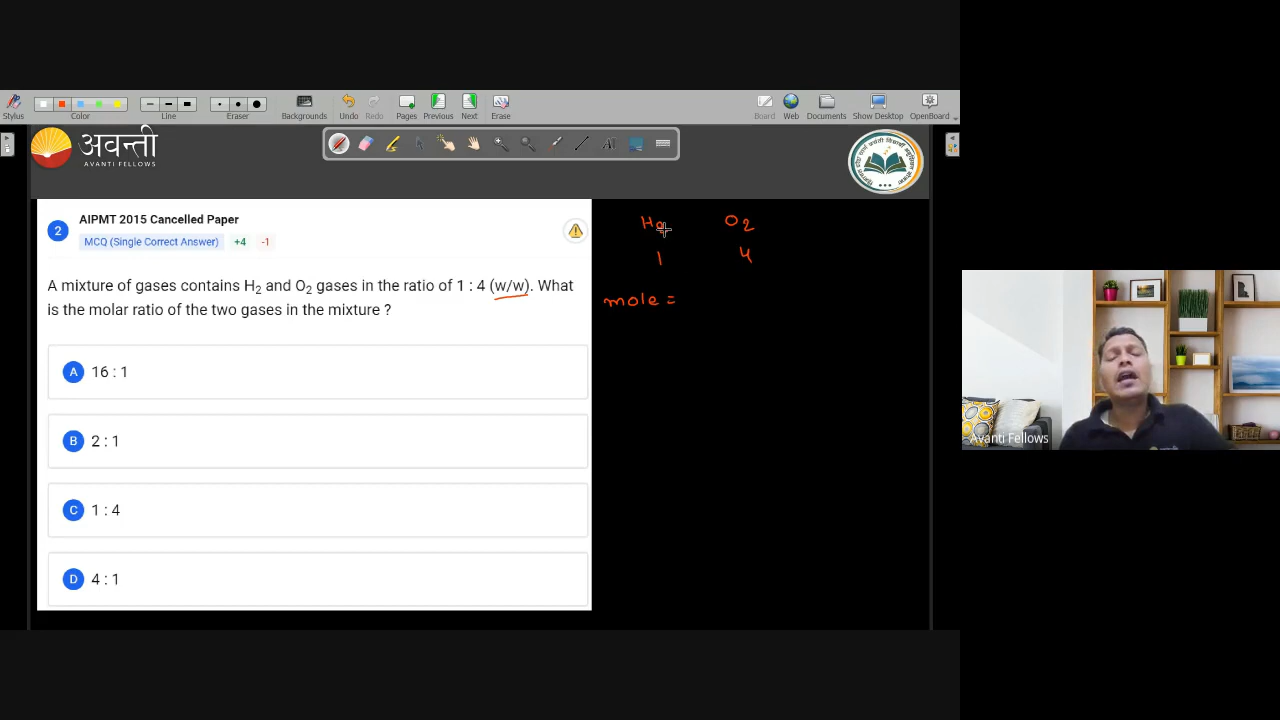 Stylus
Color
Line
Eraser
Backgrounds
Undo
Redo
Pages
Previous
Next
Erase
Board
Web
Documents
Show Desktop
OpenBoard
अवन्ती
AVANTI FELLOWS
2
AIPMT 2015 Cancelled Paper
MCQ (Single Correct Answer)
+4
-1
A mixture of gases contains H2 and O2 gases in the ratio of 1 : 4 (w/w). What
is the molar ratio of the two gases in the mixture ?
A 16 : 1
B 2 : 1
C 1 : 4
D 4 : 1
H2 O2
1 4
mole =
Avanti Fellows